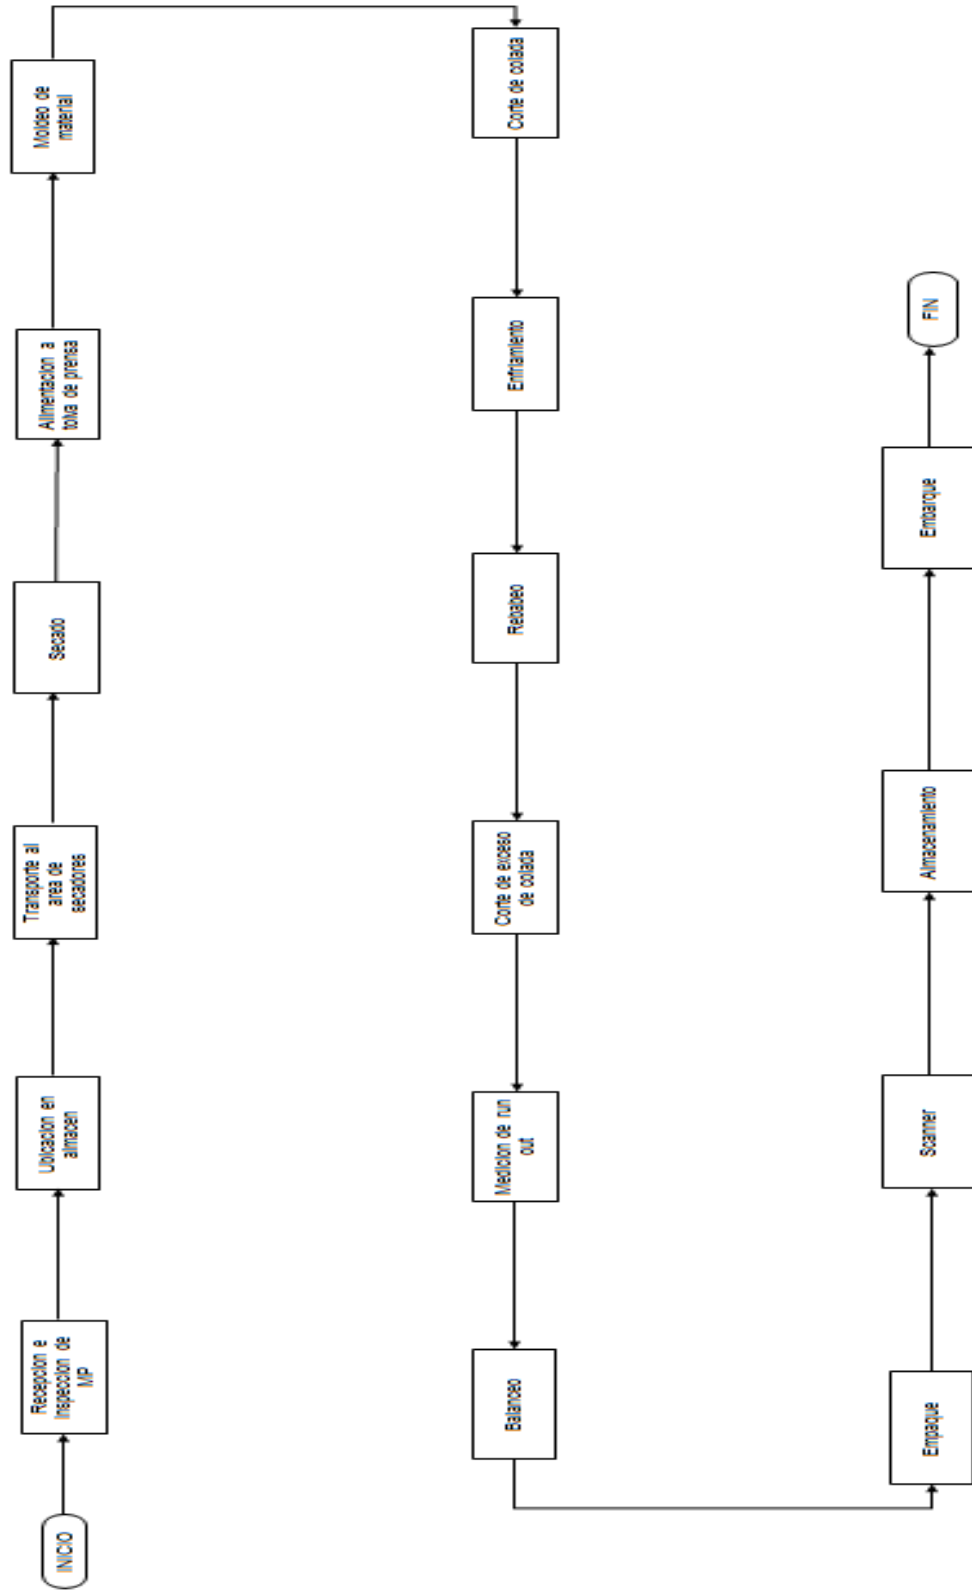 INICIO
Recepcion e
Inspeccion de
MP
Ubicacion en
almacen
Transporte al
area de
secadores
Secado
Alimentacion a
tolva de prensa
Moldeo de
material
Corte de colada
Enfriamiento
Rebabeo
Corte de exceso
de colada
Medicion de run
out
Balanceo
Empaque
Scanner
Almacenamiento
Embarque
FIN